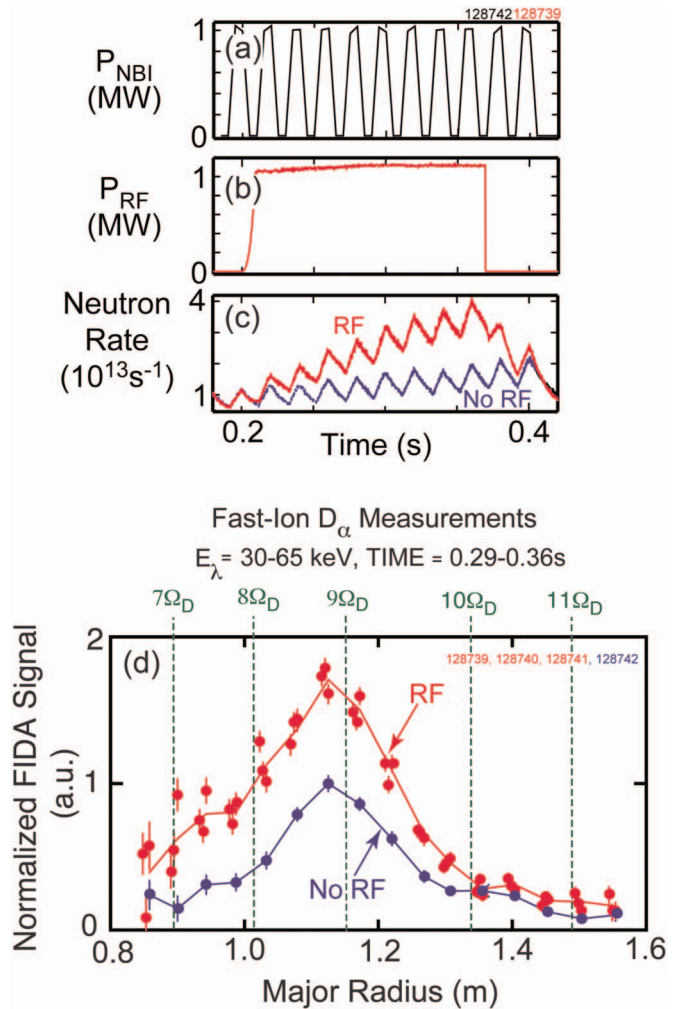 128742 128739
(a)
P_NBI
(MW)
1
0
(b)
P_RF
(MW)
1
0
(c)
Neutron
Rate
(10^13 s^-1)
4
1
RF
No RF
0.2
0.4
Time (s)
Fast-Ion D_α Measurements
E_λ = 30-65 keV, TIME = 0.29-0.36s
7Ω_D 8Ω_D 9Ω_D 10Ω_D 11Ω_D
(d)
128739, 128740, 128741, 128742
RF
No RF
Normalized FIDA Signal
(a.u.)
2
1
0
0.8 1.0 1.2 1.4 1.6
Major Radius (m)